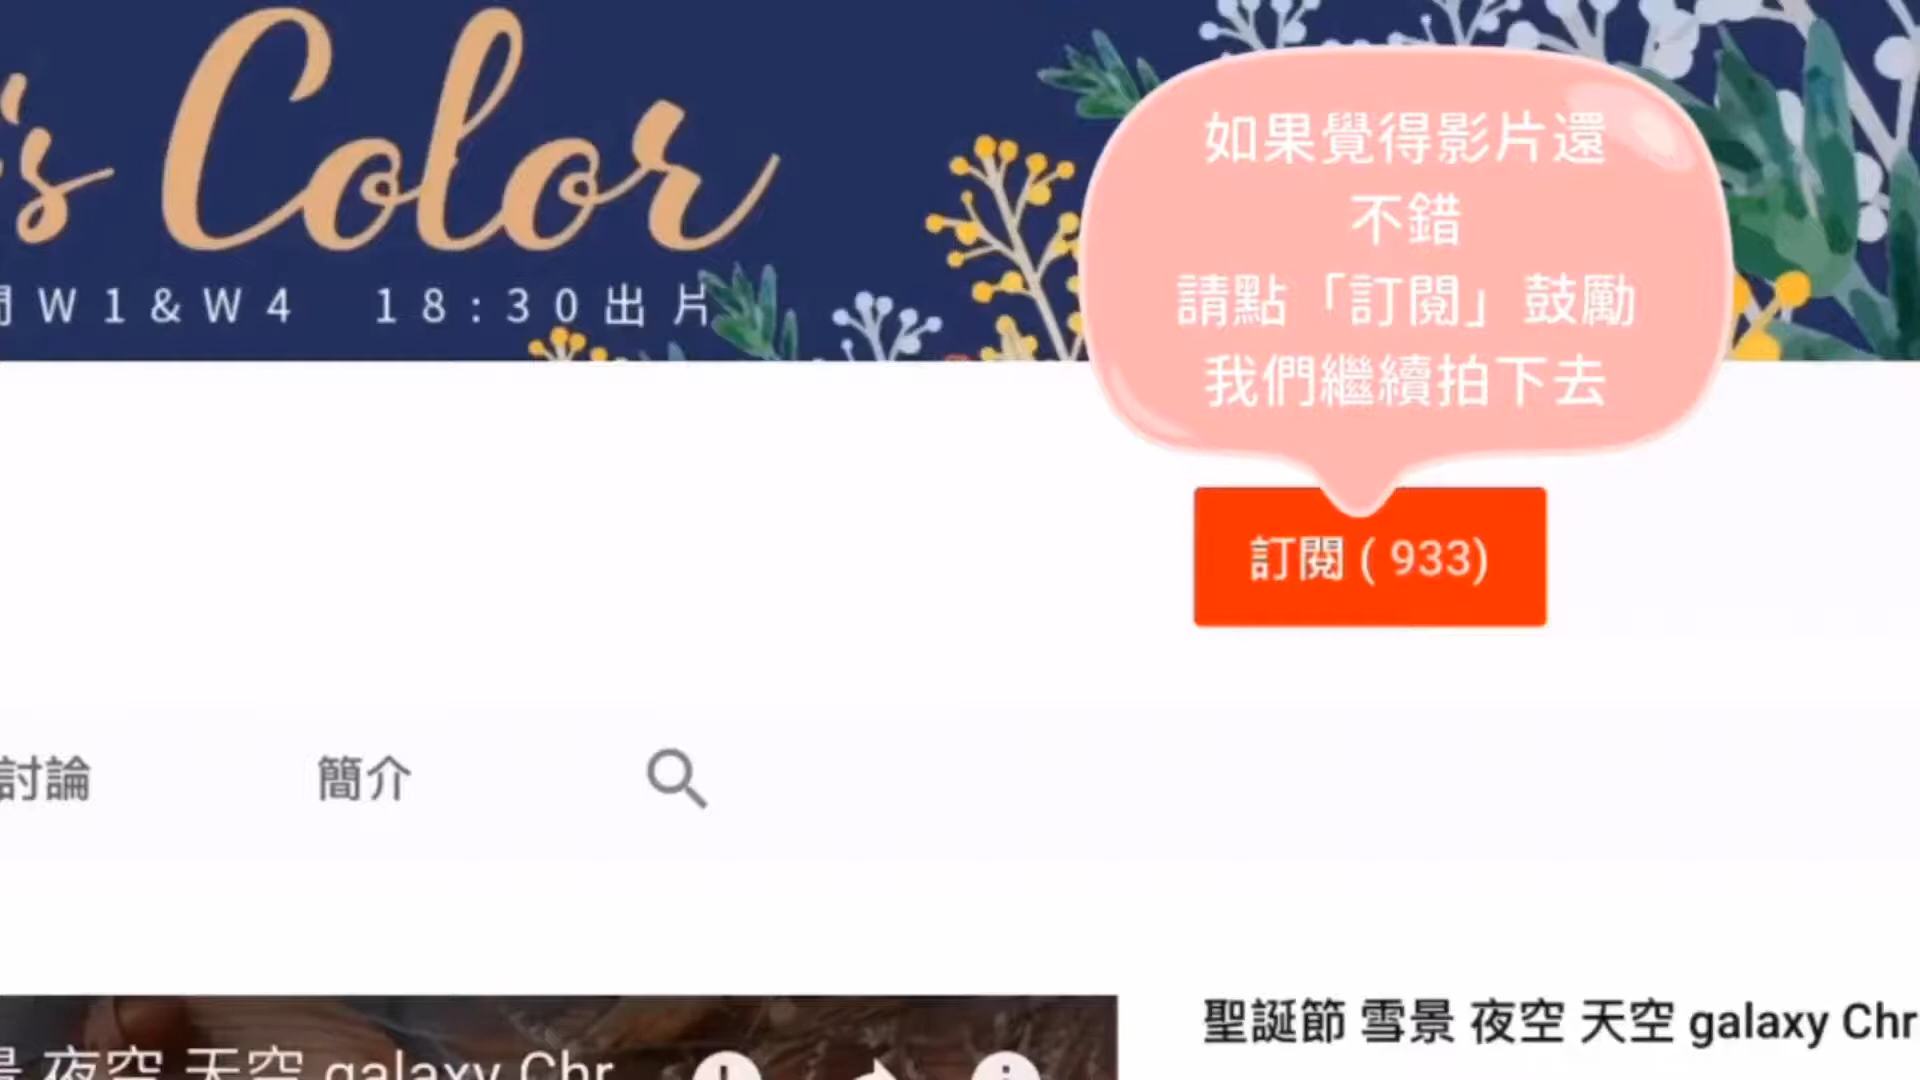 's Color
W1&W4 18:30出片
如果覺得影片還
不錯
請點「訂閱」鼓勵
我們繼續拍下去
訂閱 ( 933)
討論
簡介
聖誕節 雪景 夜空 天空 galaxy Chr
景 夜空 天空 galaxy Chr